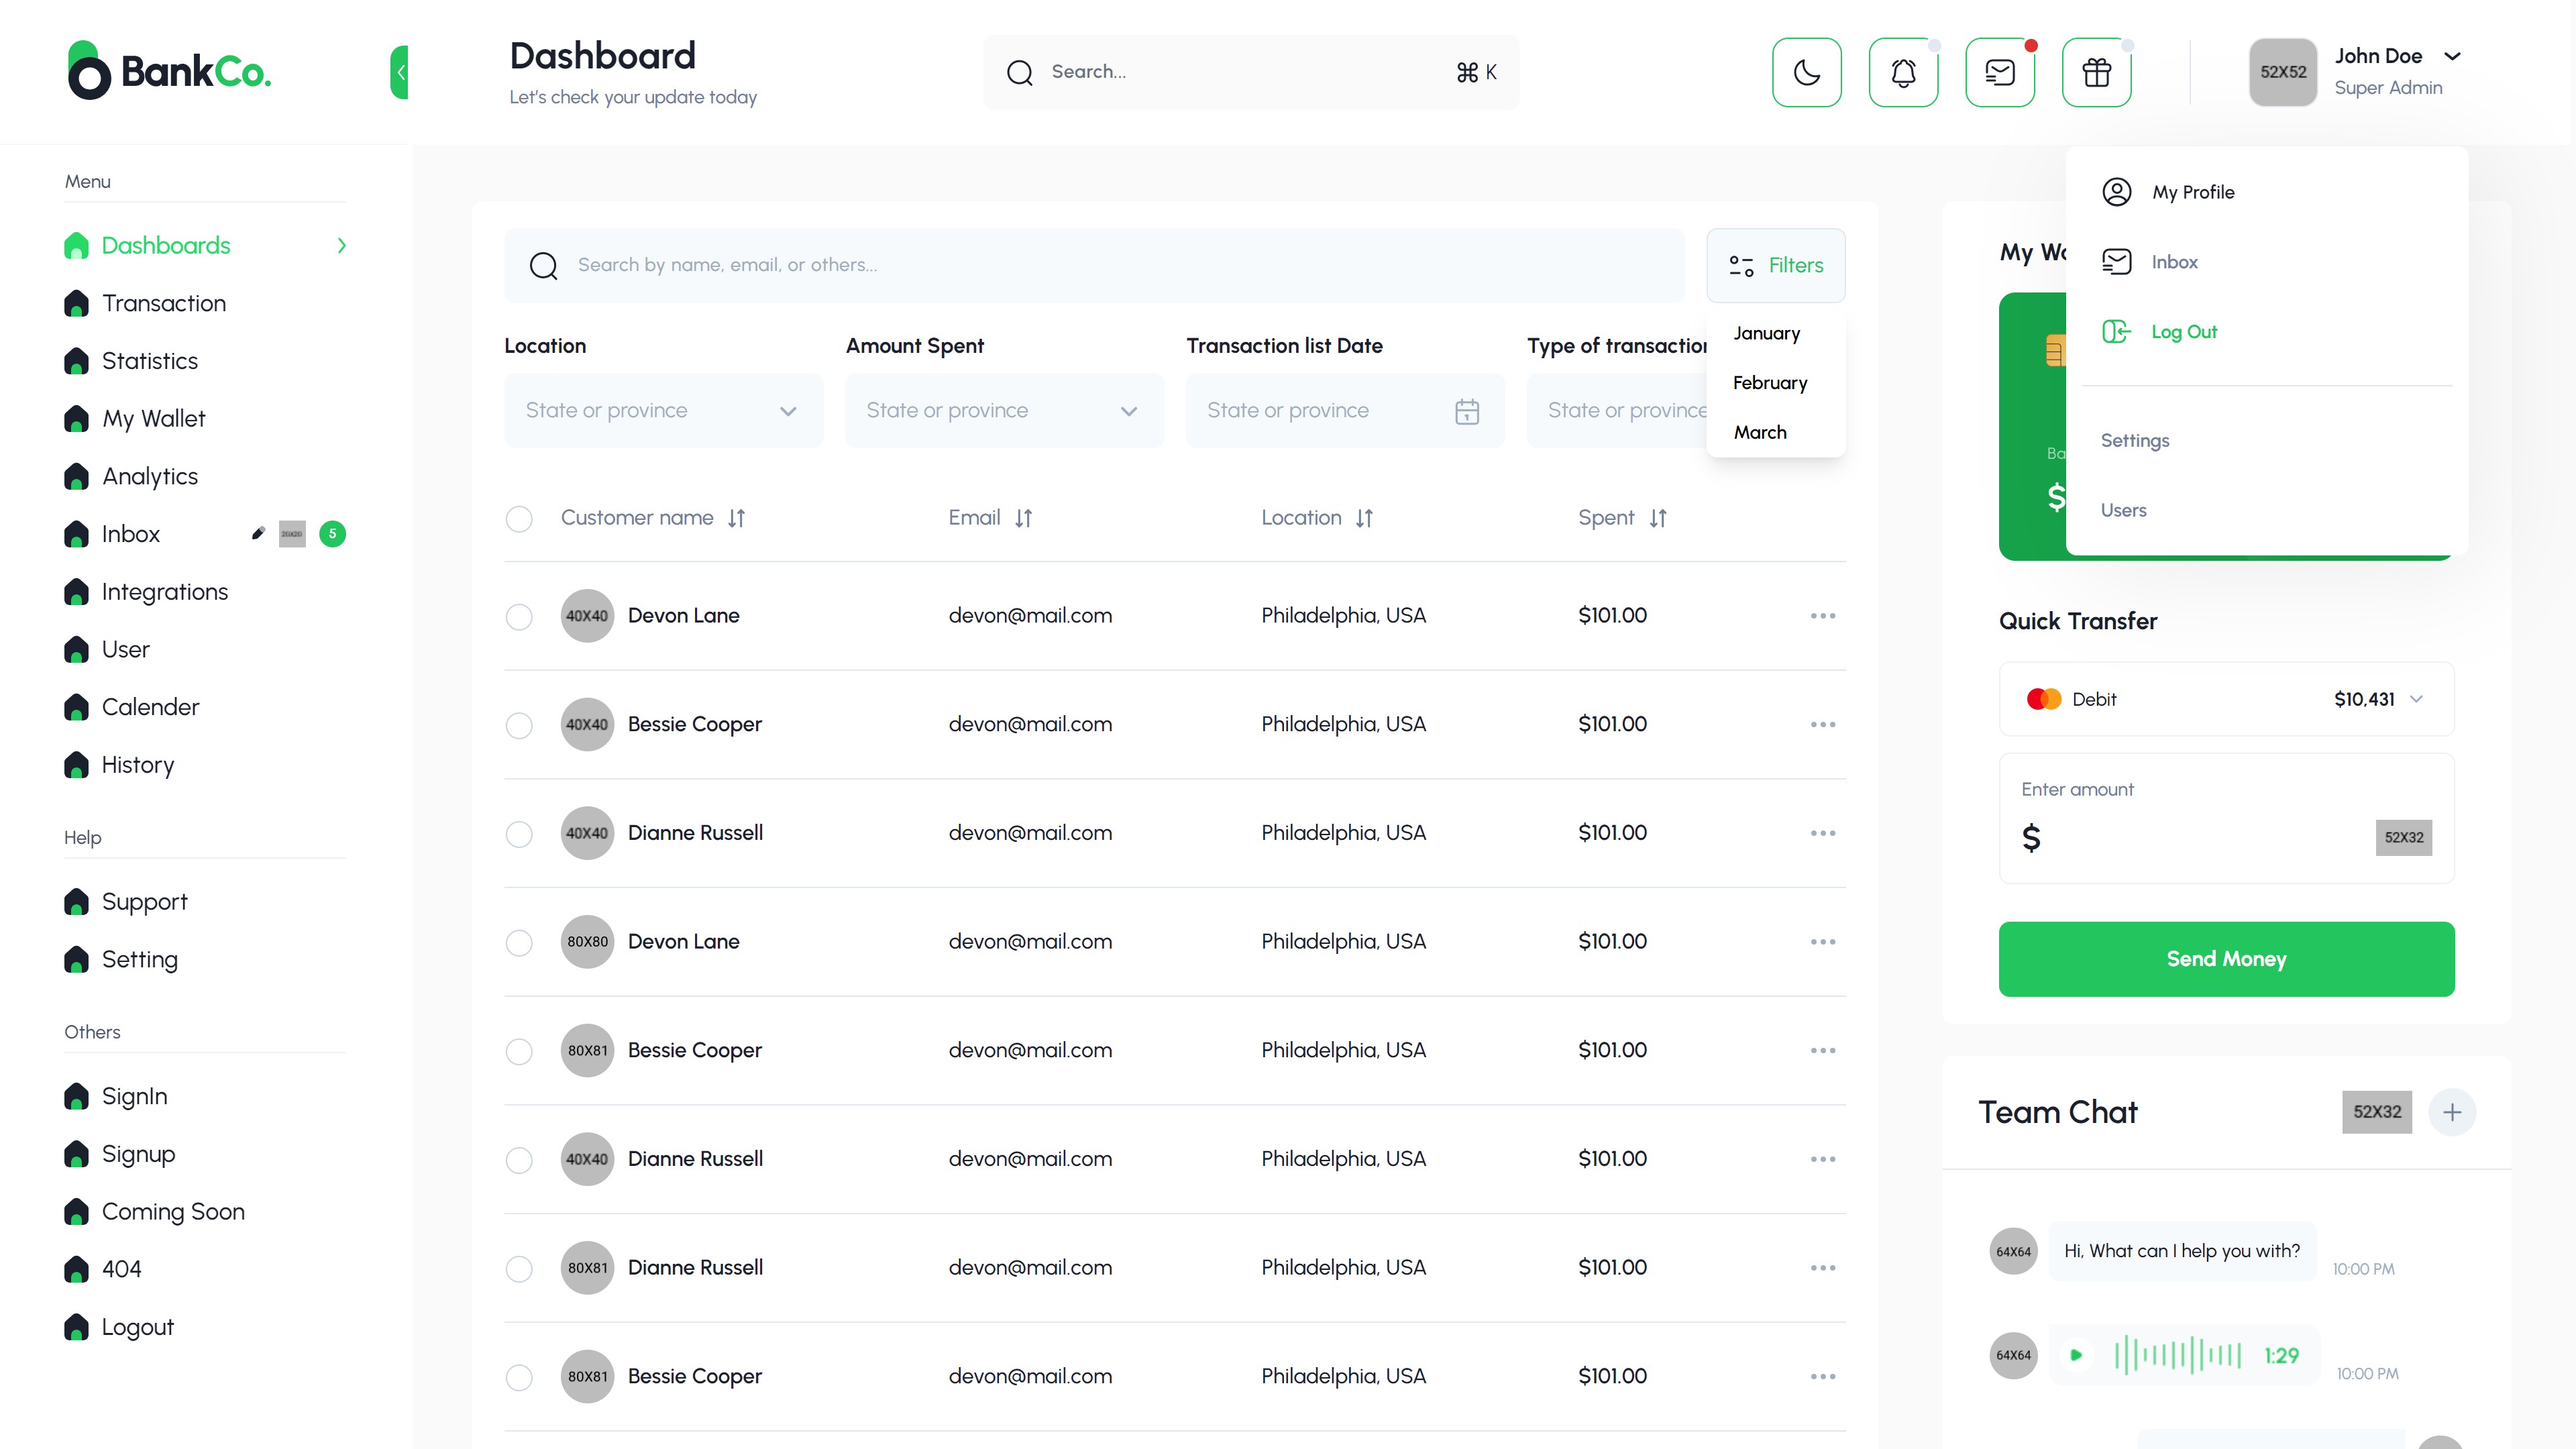 BankCo.
Dashboard
Let's check your update today
Search...
⌘ K
52X52
John Doe
Super Admin
Menu
Dashboards
Transaction
Statistics
My Wallet
Analytics
Inbox
20x20
5
Integrations
User
Calender
History
Help
Support
Setting
Others
SignIn
Signup
Coming Soon
404
Logout
Search by name, email, or others...
Filters
January
February
March
Location
Amount Spent
Transaction list Date
Type of transaction
State or province
State or province
State or province
State or province
Customer name
Email
Location
Spent
40X40 Devon Lane devon@mail.com Philadelphia, USA $101.00
40X40 Bessie Cooper devon@mail.com Philadelphia, USA $101.00
40X40 Dianne Russell devon@mail.com Philadelphia, USA $101.00
80X80 Devon Lane devon@mail.com Philadelphia, USA $101.00
80X81 Bessie Cooper devon@mail.com Philadelphia, USA $101.00
40X40 Dianne Russell devon@mail.com Philadelphia, USA $101.00
80X81 Dianne Russell devon@mail.com Philadelphia, USA $101.00
80X81 Bessie Cooper devon@mail.com Philadelphia, USA $101.00
My Profile
Inbox
Log Out
Settings
Users
My
$
Quick Transfer
Debit
$10,431
Enter amount
$
52X32
Send Money
Team Chat
52X32
64X64
Hi, What can I help you with?
10:00 PM
64X64
1:29
10:00 PM